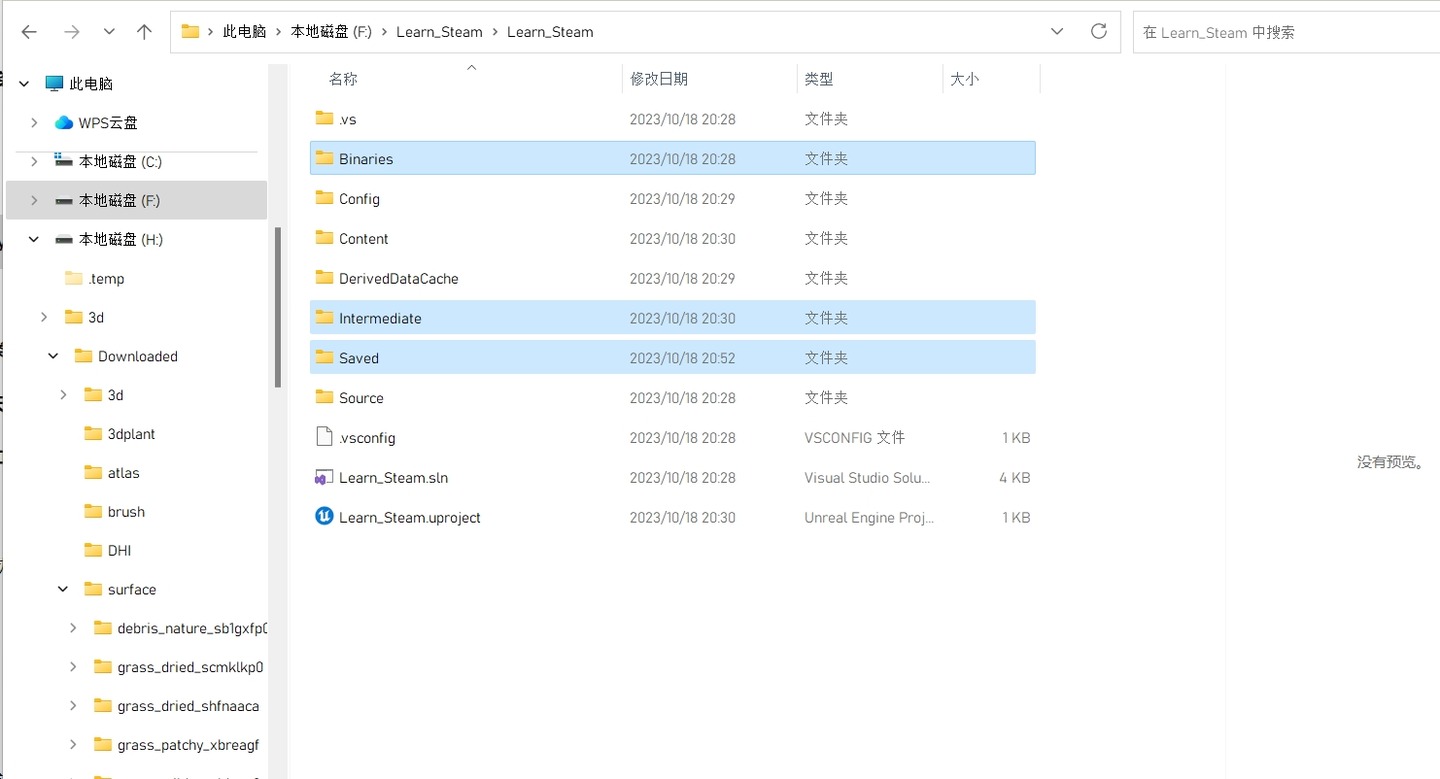 此电脑 本地磁盘 (F:) Learn_Steam Learn_Steam
在 Learn_Steam 中搜索
此电脑
WPS云盘
本地磁盘 (C:)
本地磁盘 (F:)
本地磁盘 (H:)
.temp
3d
Downloaded
3d
3dplant
atlas
brush
DHI
surface
debris_nature_sb1gxfp0
grass_dried_scmklkp0
grass_dried_shfnaaca
grass_patchy_xbreagf
名称 修改日期 类型 大小
.vs 2023/10/18 20:28 文件夹
Binaries 2023/10/18 20:28 文件夹
Config 2023/10/18 20:29 文件夹
Content 2023/10/18 20:30 文件夹
DerivedDataCache 2023/10/18 20:29 文件夹
Intermediate 2023/10/18 20:30 文件夹
Saved 2023/10/18 20:52 文件夹
Source 2023/10/18 20:28 文件夹
.vsconfig 2023/10/18 20:28 VSCONFIG 文件 1 KB
Learn_Steam.sln 2023/10/18 20:28 Visual Studio Solu... 4 KB
Learn_Steam.uproject 2023/10/18 20:30 Unreal Engine Proj... 1 KB
没有预览。